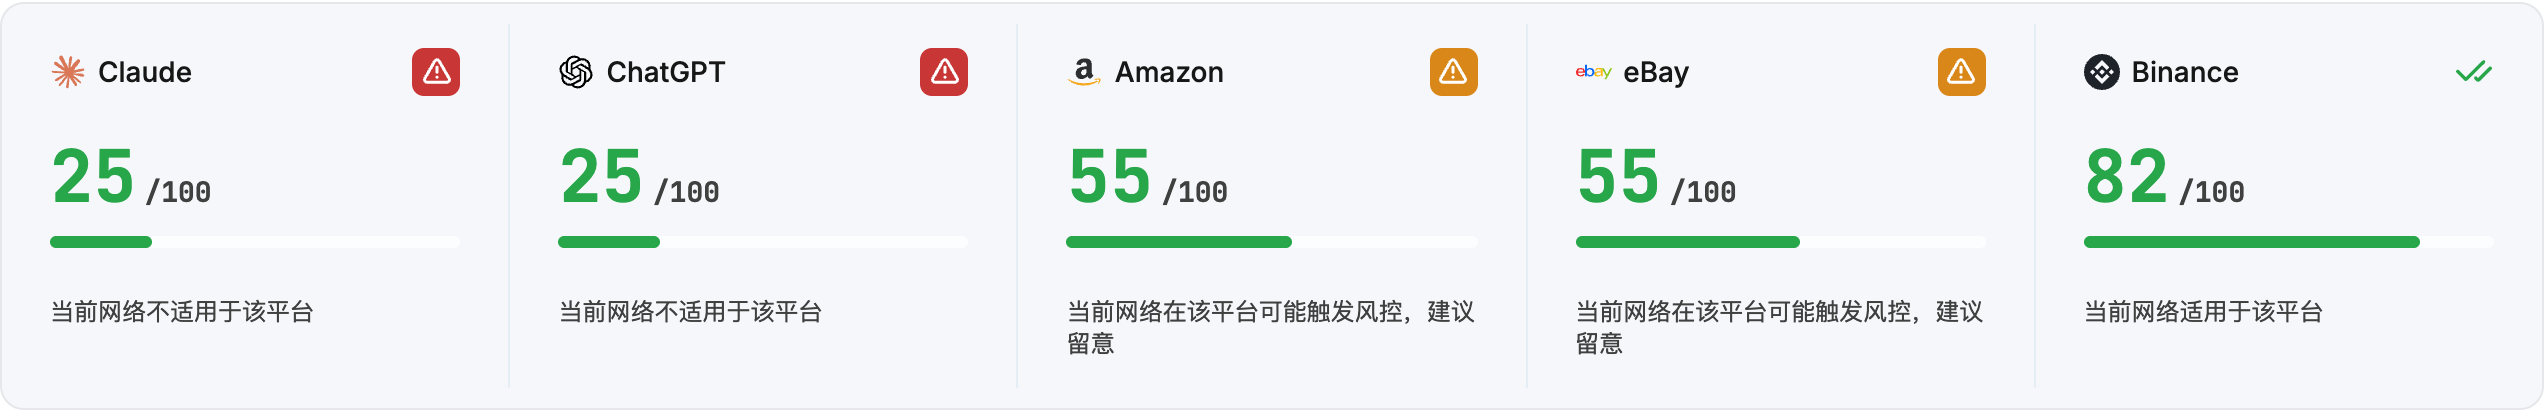 Claude
25 /100
当前网络不适用于该平台
ChatGPT
25 /100
当前网络不适用于该平台
a Amazon
55 /100
当前网络在该平台可能触发风控，建议
留意
ebay eBay
55 /100
当前网络在该平台可能触发风控，建议
留意
Binance
82 /100
当前网络适用于该平台